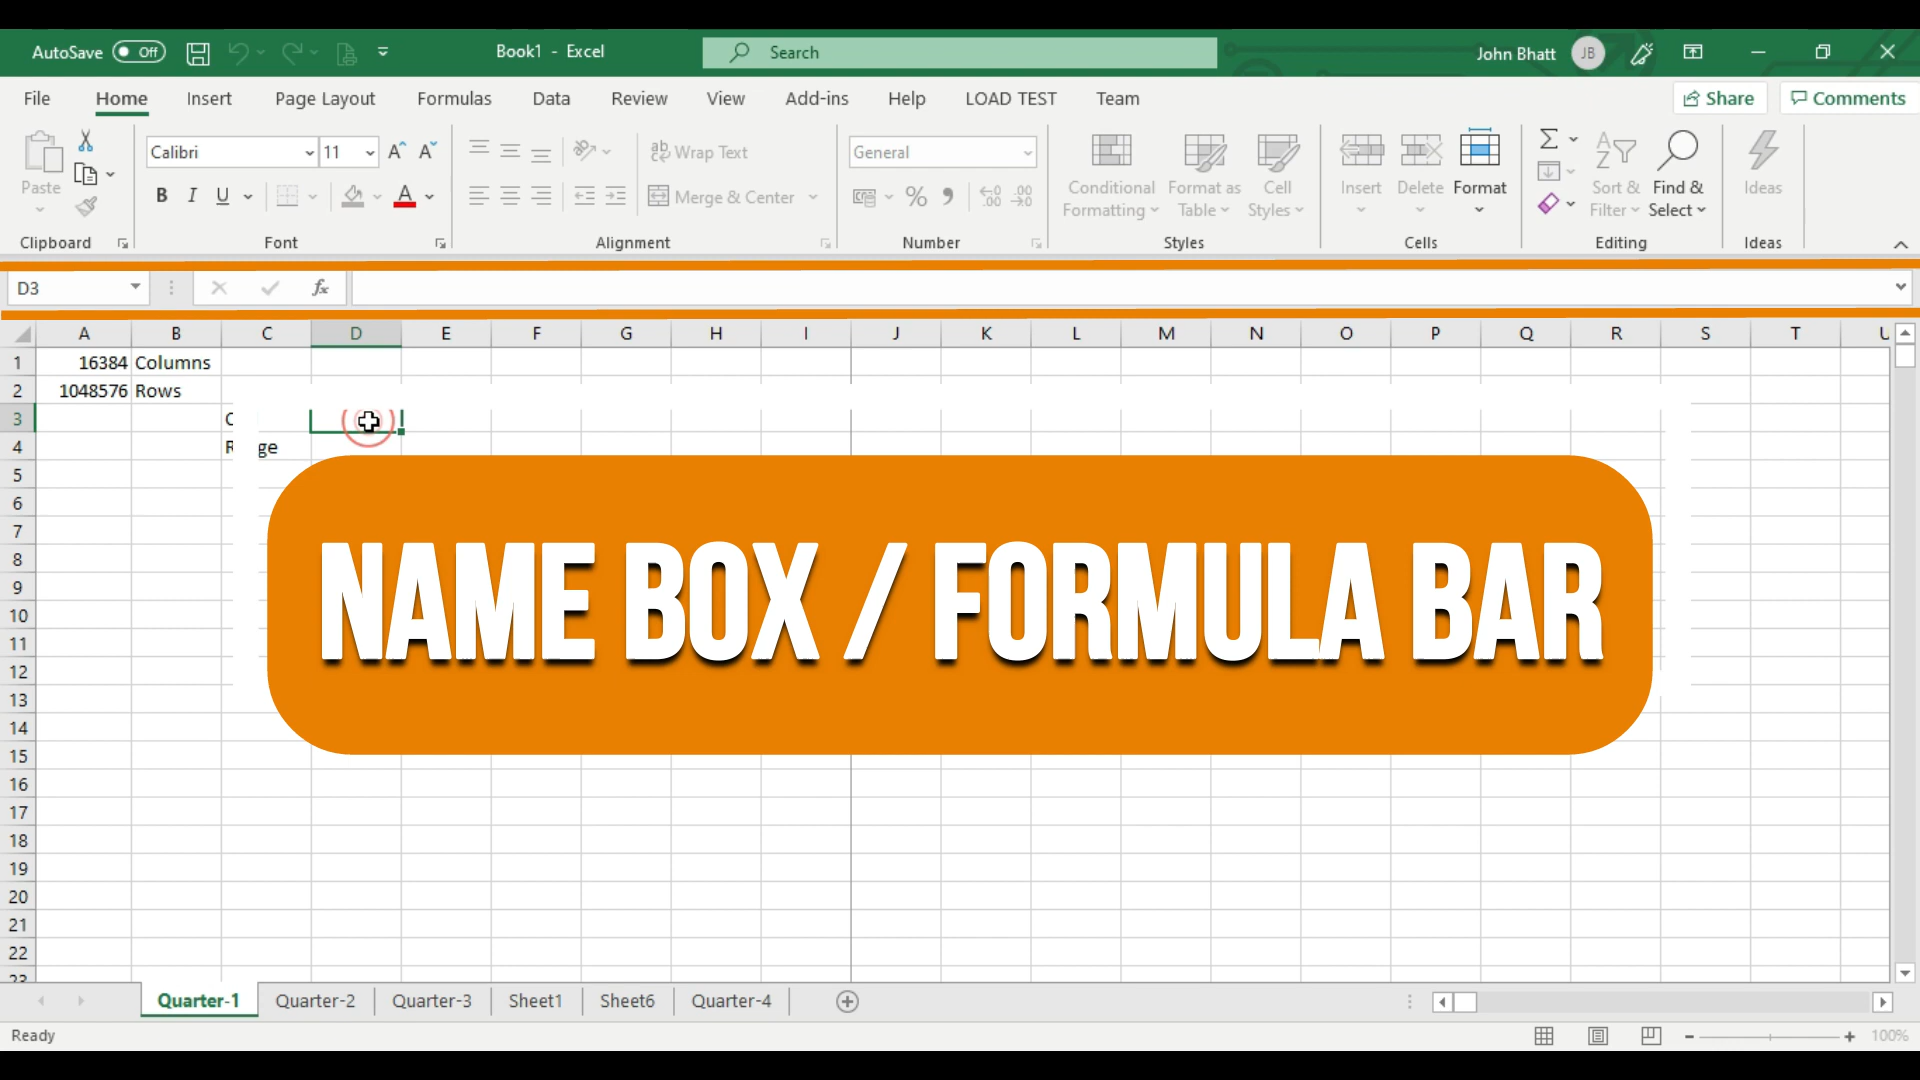 AutoSave Off Book1 - Excel Search John Bhatt JB
File Home Insert Page Layout Formulas Data Review View Add-ins Help LOAD TEST Team Share Comments
Paste Calibri 11 B I U A Wrap Text Merge & Center General % Conditional Formatting Format as Table Cell Styles Insert Delete Format Sort & Filter Find & Select Ideas
Clipboard Font Alignment Number Styles Cells Editing Ideas
D3 fx
A B C D E F G H I J K L M N O P Q R S T U
1 16384 Columns
2 1048576 Rows
3
4
5
6
7
8
9
10
11
12
13
14
15
16
17
18
19
20
21
22
23
NAME BOX / FORMULA BAR
Quarter-1 Quarter-2 Quarter-3 Sheet1 Sheet6 Quarter-4
Ready 100%